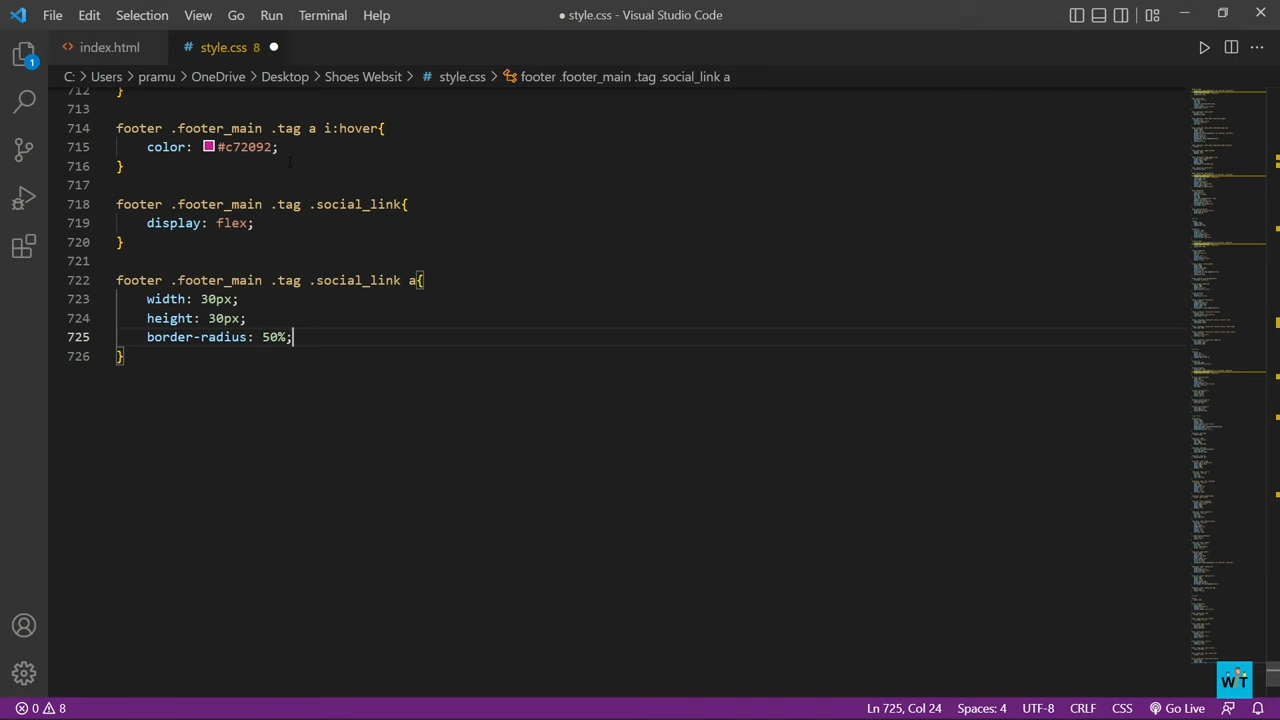 File Edit Selection View Go Run Terminal Help
● style.css - Visual Studio Code
index.html
# style.css 8
C: > Users > pramu > OneDrive > Desktop > Shoes Websit > # style.css > footer .footer_main .tag .social_link a
712 }
713
714 footer .footer_main .tag a i:hover{
715 color: #c72092;
716 }
717
718 footer .footer_main .tag .social_link{
719 display: flex;
720 }
721
722 footer .footer_main .tag .social_link a{
723 width: 30px;
724 height: 30px;
725 border-radius: 50%;
726 }
1
WT
0 8
Ln 725, Col 24 Spaces: 4 UTF-8 CRLF CSS Go Live